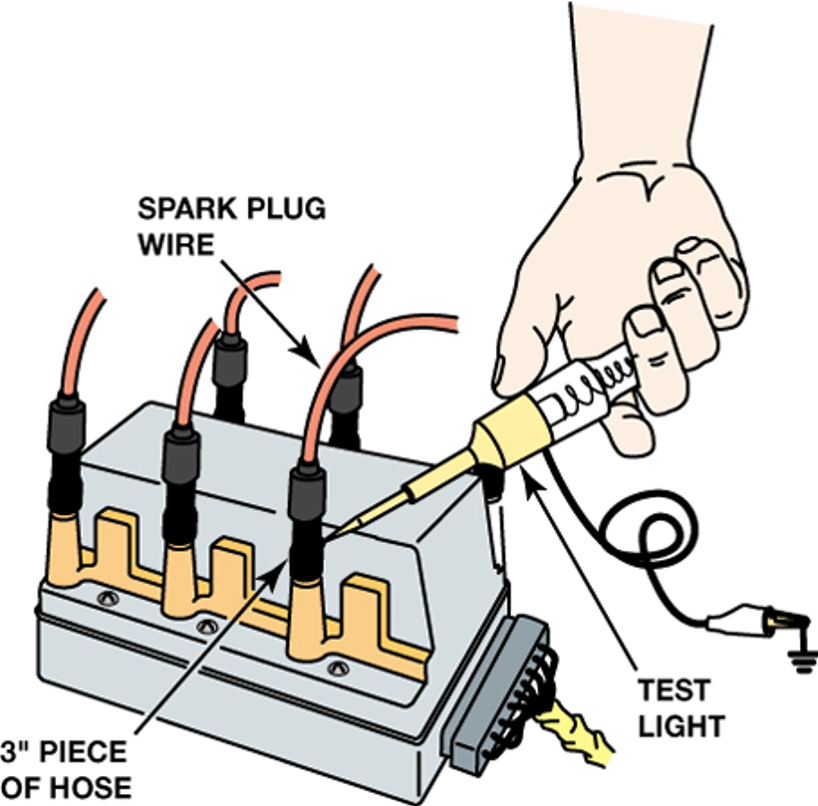 SPARK PLUG
WIRE
3" PIECE
OF HOSE
TEST
LIGHT